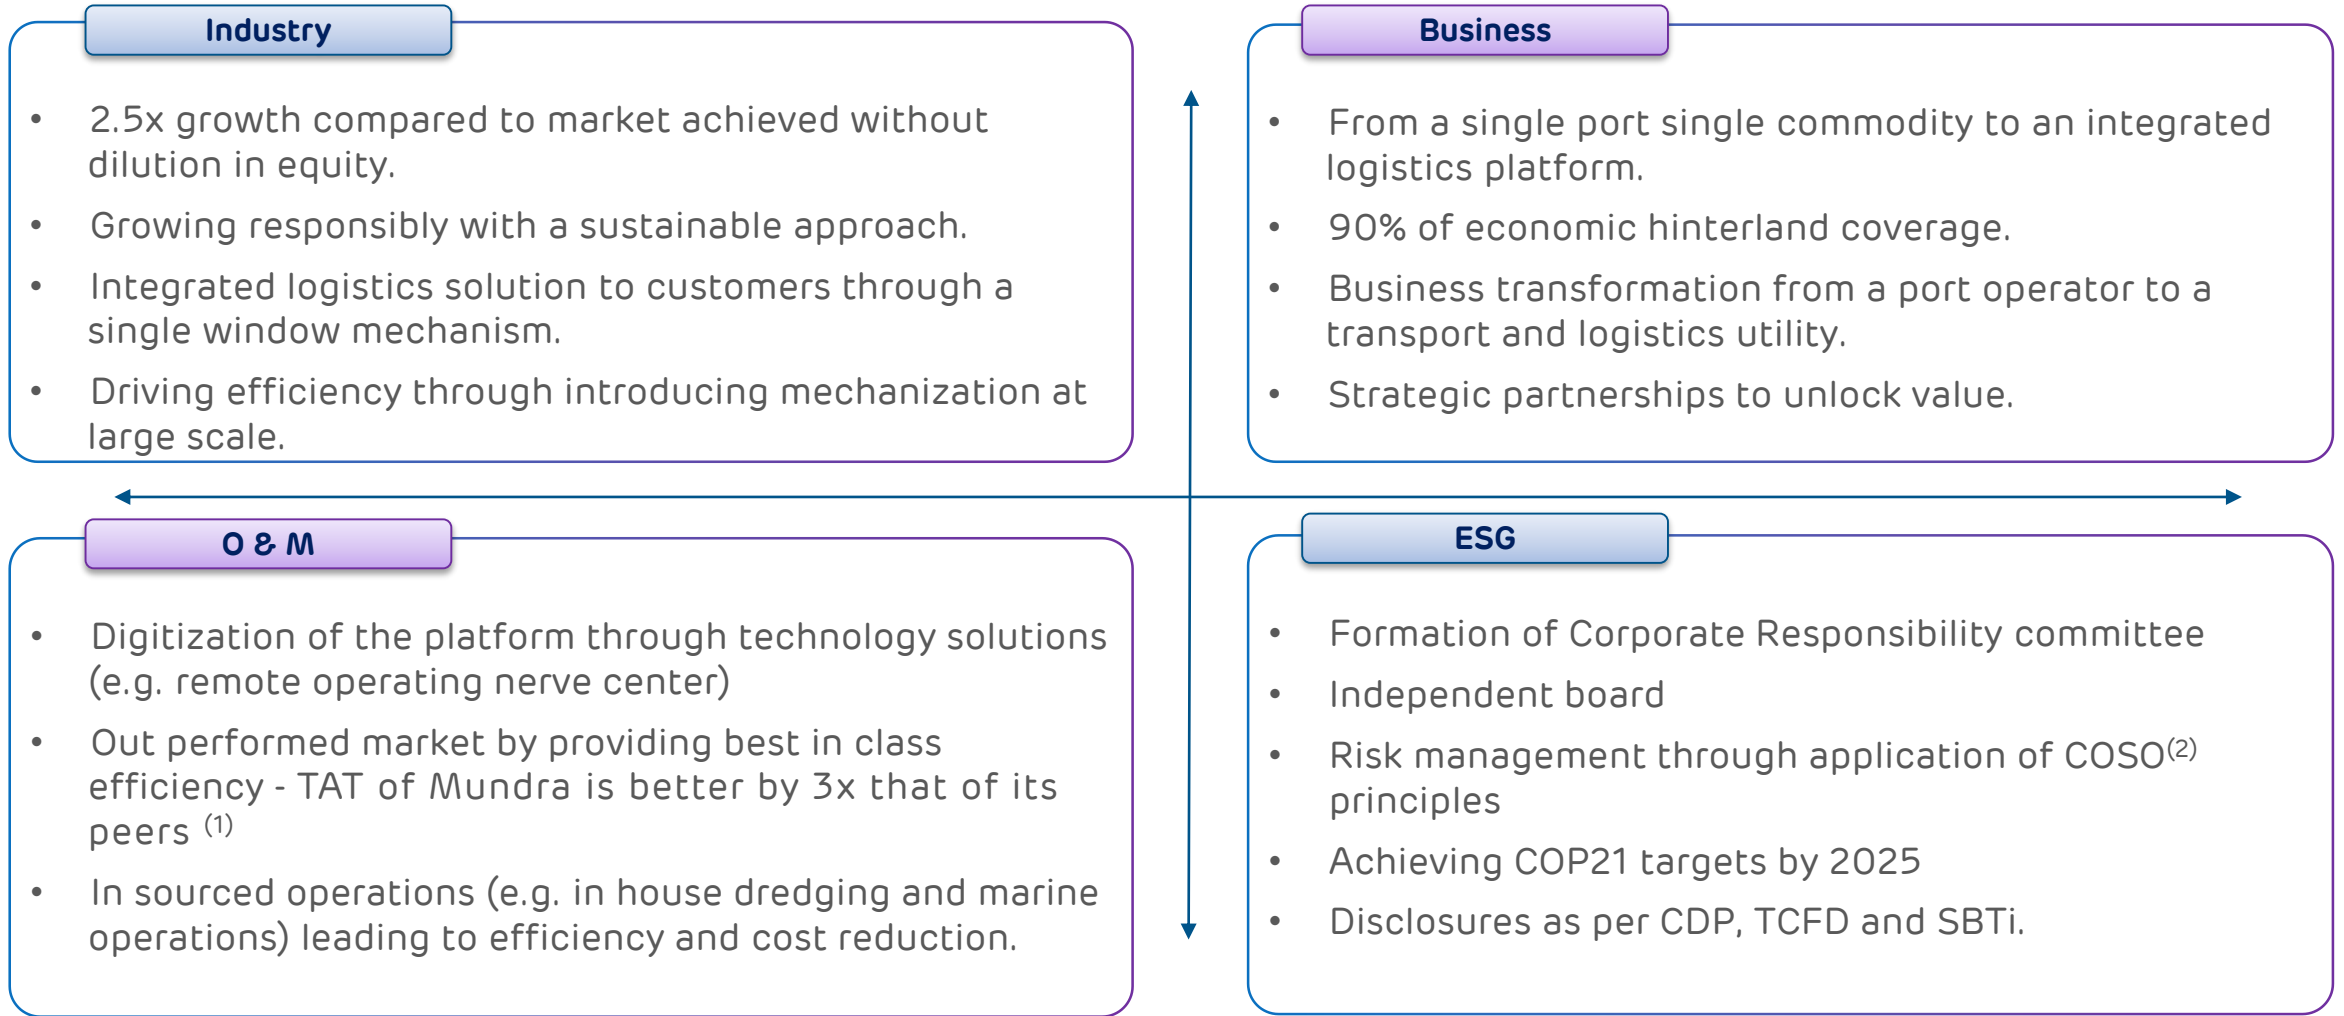 Industry
• 2.5x growth compared to market achieved without
dilution in equity.
• Growing responsibly with a sustainable approach.
• Integrated logistics solution to customers through a
single window mechanism.
• Driving efficiency through introducing mechanization at
large scale.
Business
• From a single port single commodity to an integrated
logistics platform.
• 90% of economic hinterland coverage.
• Business transformation from a port operator to a
transport and logistics utility.
• Strategic partnerships to unlock value.
O & M
• Digitization of the platform through technology solutions
(e.g. remote operating nerve center)
• Out performed market by providing best in class
efficiency - TAT of Mundra is better by 3x that of its
peers (1)
• In sourced operations (e.g. in house dredging and marine
operations) leading to efficiency and cost reduction.
ESG
• Formation of Corporate Responsibility committee
• Independent board
• Risk management through application of COSO(2)
principles
• Achieving COP21 targets by 2025
• Disclosures as per CDP, TCFD and SBTi.